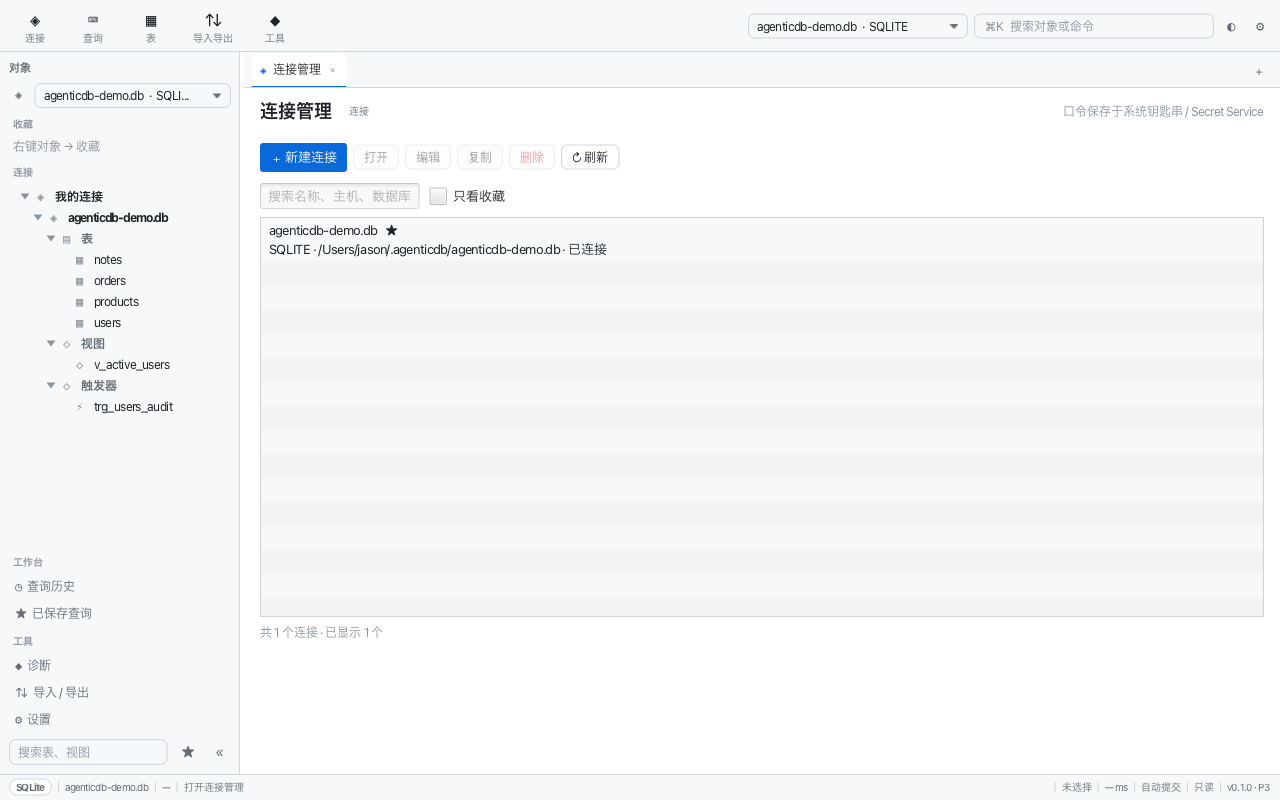 连接
查询
表
导入导出
工具
agenticdb-demo.db · SQLITE
⌘K 搜索对象或命令
对象
agenticdb-demo.db · SQLI...
收藏
右键对象 → 收藏
连接
我的连接
agenticdb-demo.db
表
notes
orders
products
users
视图
v_active_users
触发器
trg_users_audit
工作台
查询历史
已保存查询
工具
诊断
导入 / 导出
设置
搜索表、视图
«
连接管理 ×
+
连接管理 连接
口令保存于系统钥匙串 / Secret Service
+ 新建连接
打开
编辑
复制
删除
刷新
搜索名称、主机、数据库
只看收藏
agenticdb-demo.db ★
SQLITE · /Users/jason/.agenticdb/agenticdb-demo.db · 已连接
共 1 个连接 · 已显示 1 个
SQLite
agenticdb-demo.db
—
打开连接管理
未选择
— ms
自动提交
只读
v0.1.0 · P3